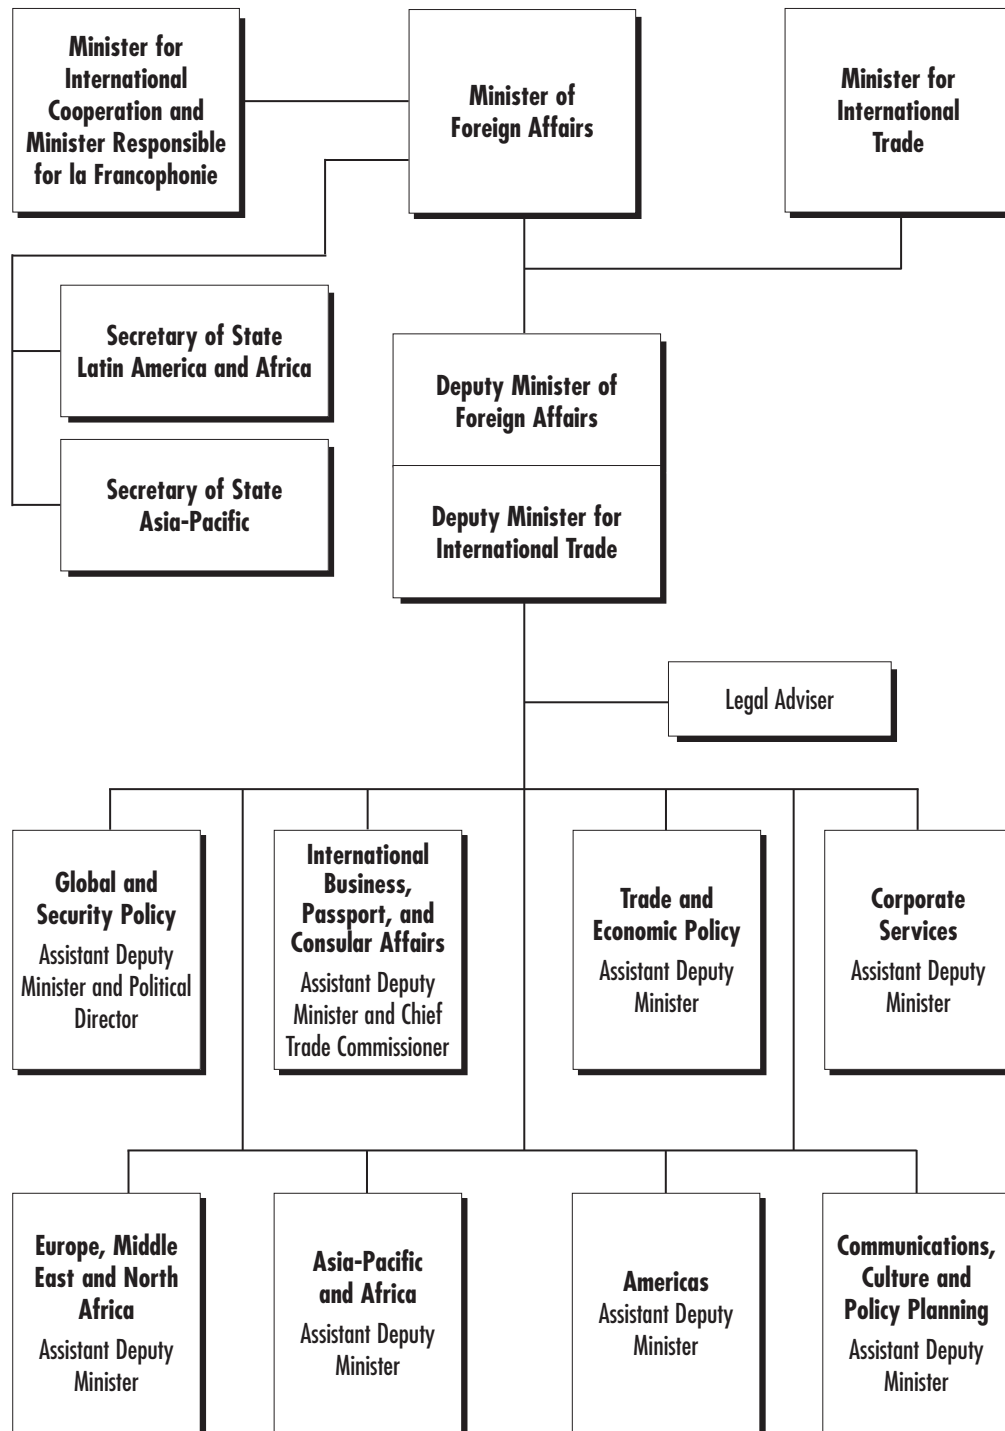 Minister for
International
Cooperation and
Minister Responsible
for la Francophonie
Minister of
Foreign Affairs
Minister for
International
Trade
Secretary of State
Latin America and Africa
Secretary of State
Asia-Pacific
Deputy Minister of
Foreign Affairs
Deputy Minister for
International Trade
Legal Adviser
Global and
Security Policy
Assistant Deputy
Minister and Political
Director
International
Business,
Passport, and
Consular Affairs
Assistant Deputy
Minister and Chief
Trade Commissioner
Trade and
Economic Policy
Assistant Deputy
Minister
Corporate
Services
Assistant Deputy
Minister
Europe, Middle
East and North
Africa
Assistant Deputy
Minister
Asia-Pacific
and Africa
Assistant Deputy
Minister
Americas
Assistant Deputy
Minister
Communications,
Culture and
Policy Planning
Assistant Deputy
Minister